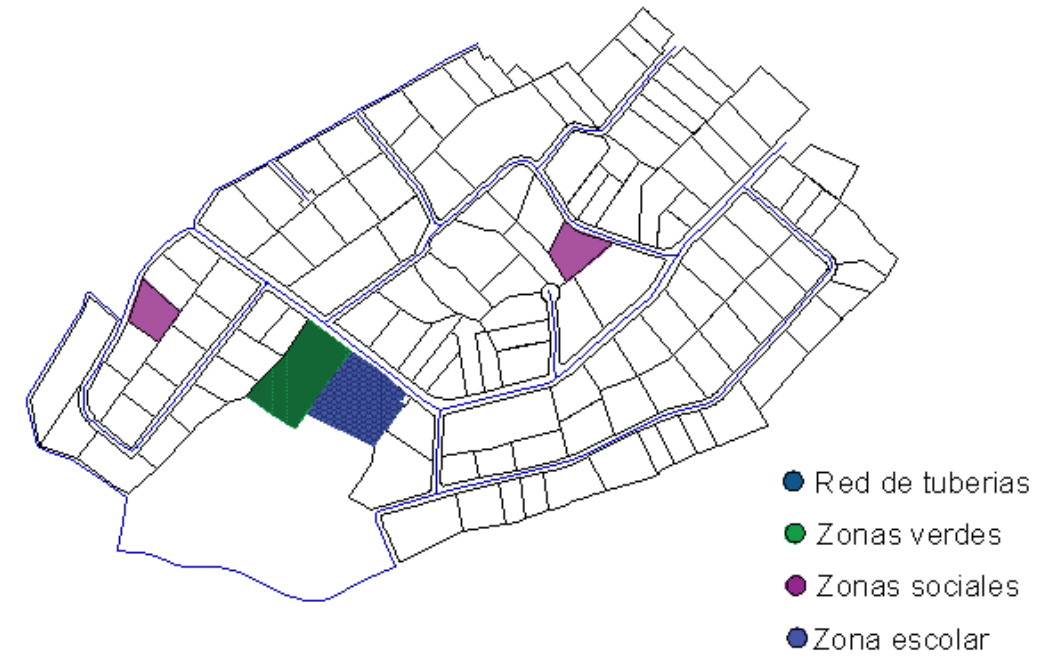 Red de tuberias
Zonas verdes
Zonas sociales
Zona escolar